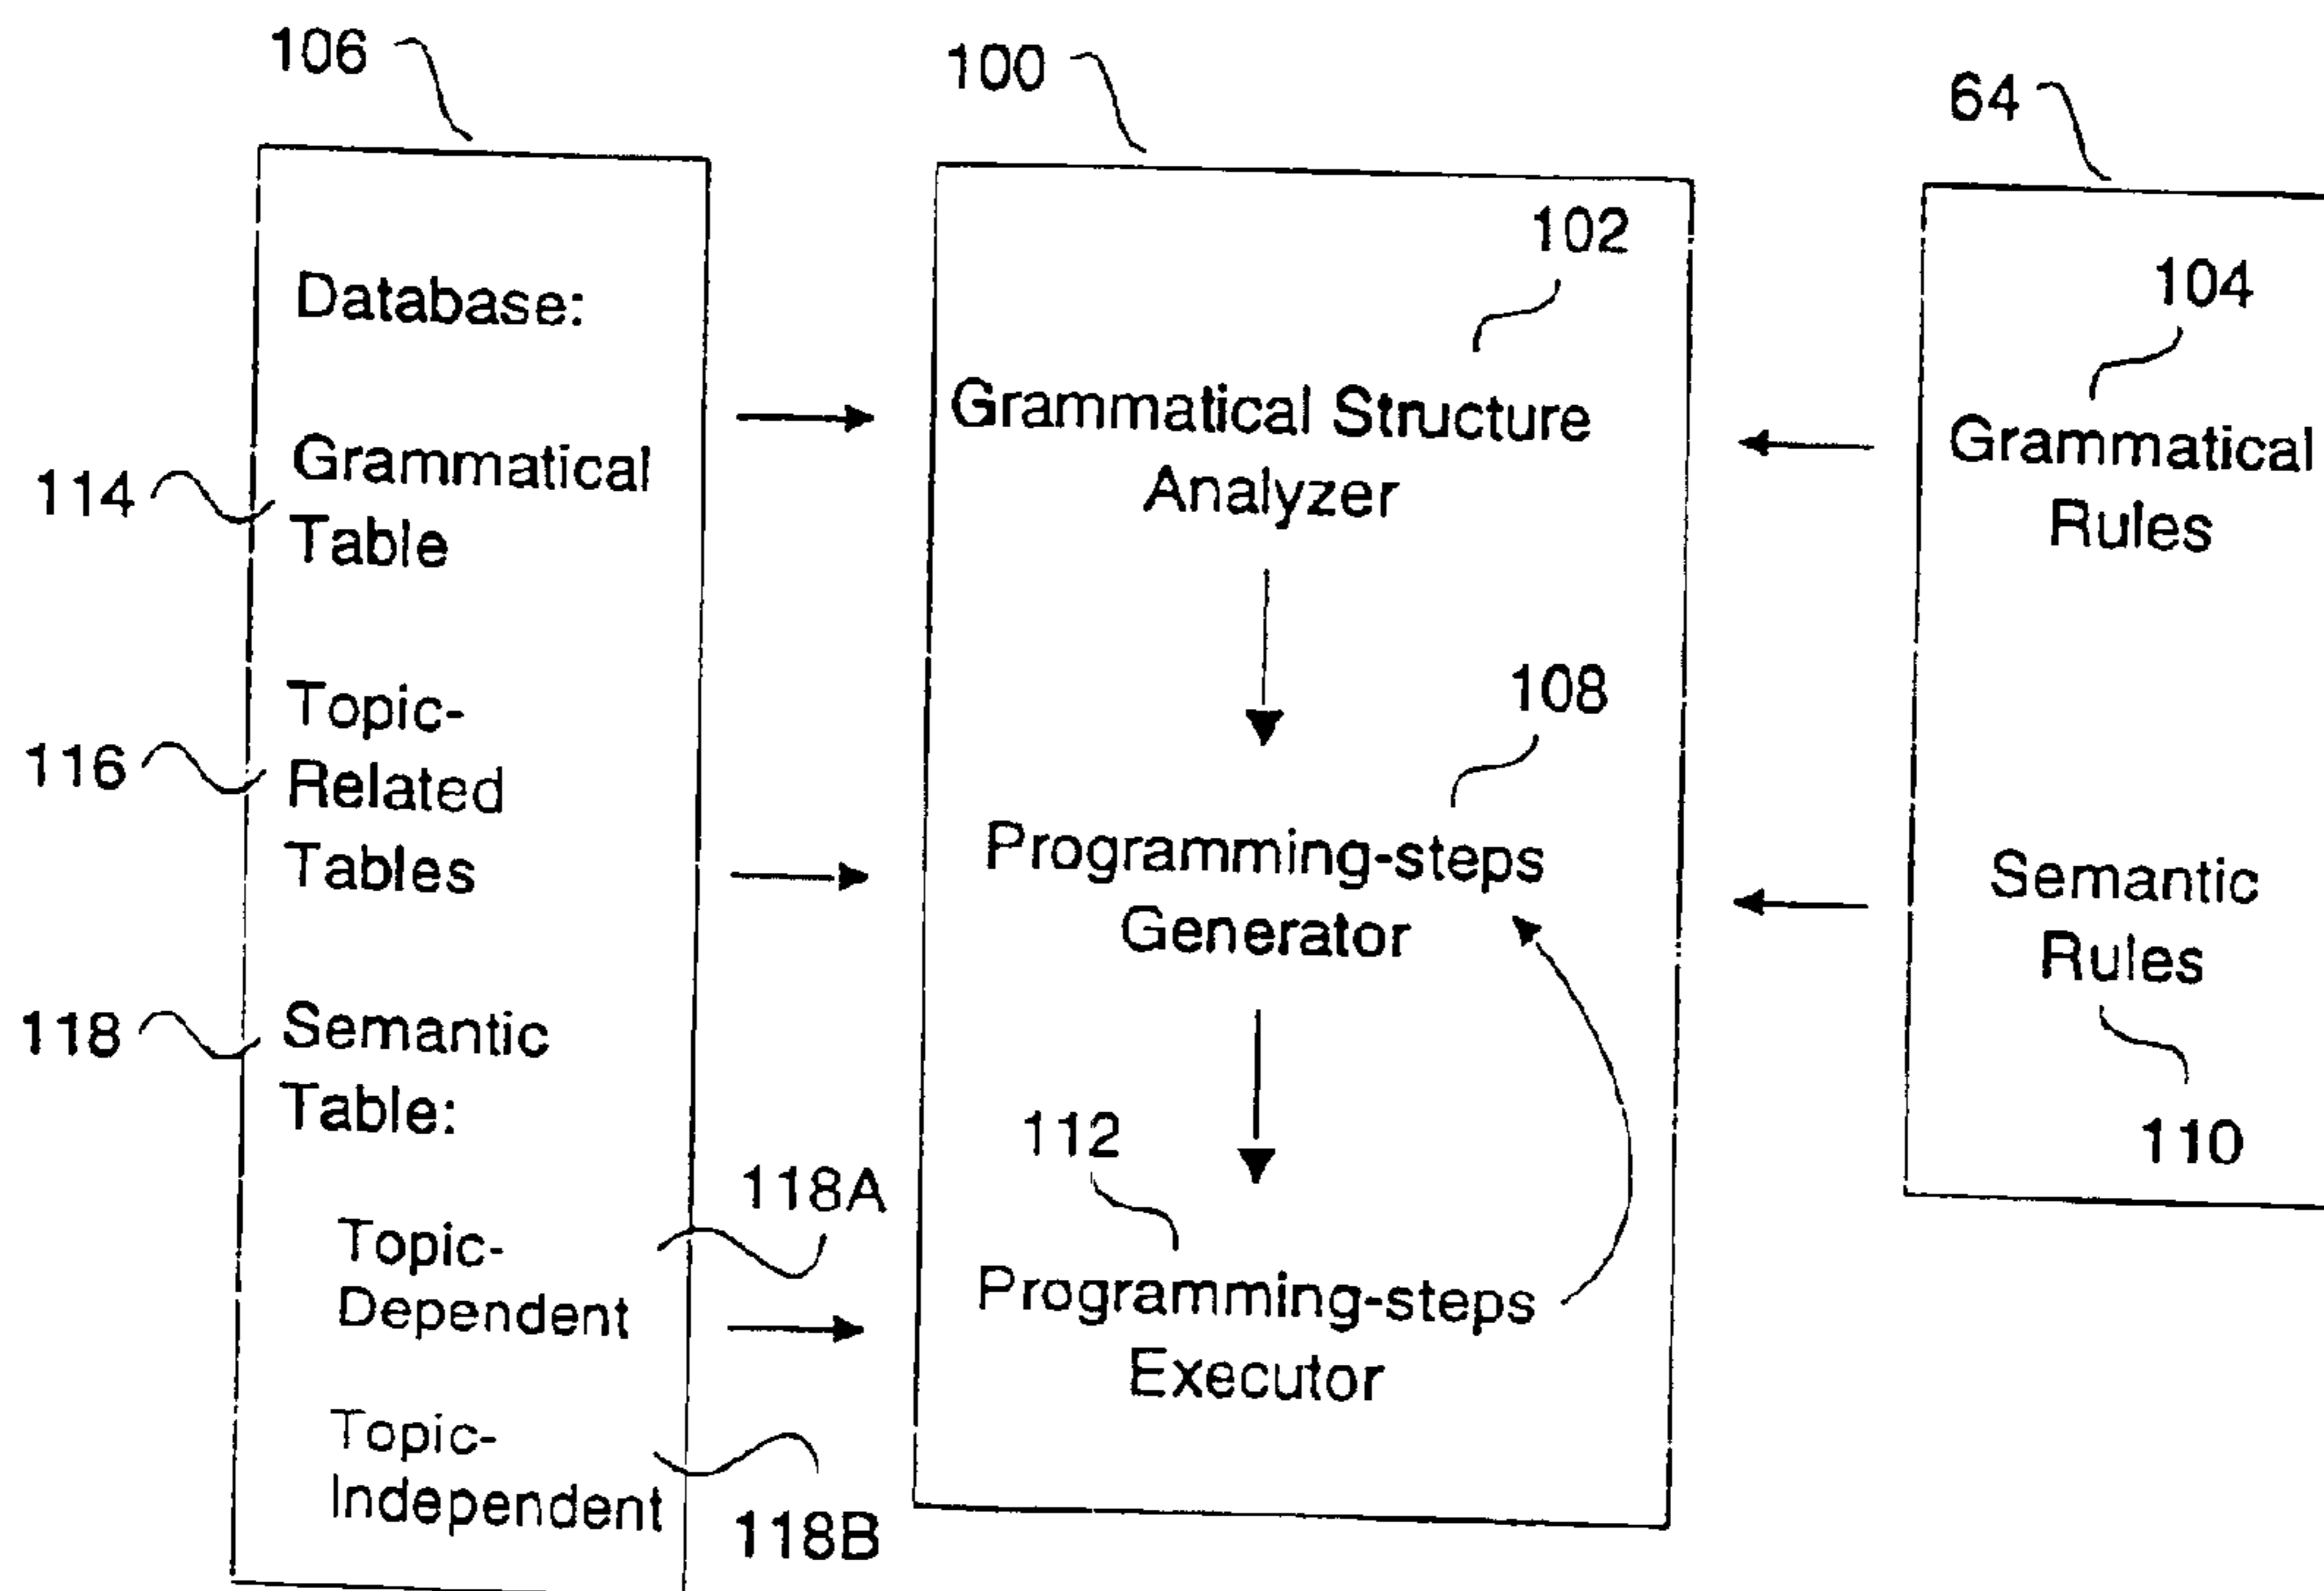 106
Database:
114
Grammatical
Table
116
Topic-
Related
Tables
118
Semantic
Table:
118A
Topic-
Dependent
Topic-
Independent
118B
100
102
Grammatical Structure
Analyzer
108
Programming-steps
Generator
112
Programming-steps
Executor
64
104
Grammatical
Rules
Semantic
Rules
110